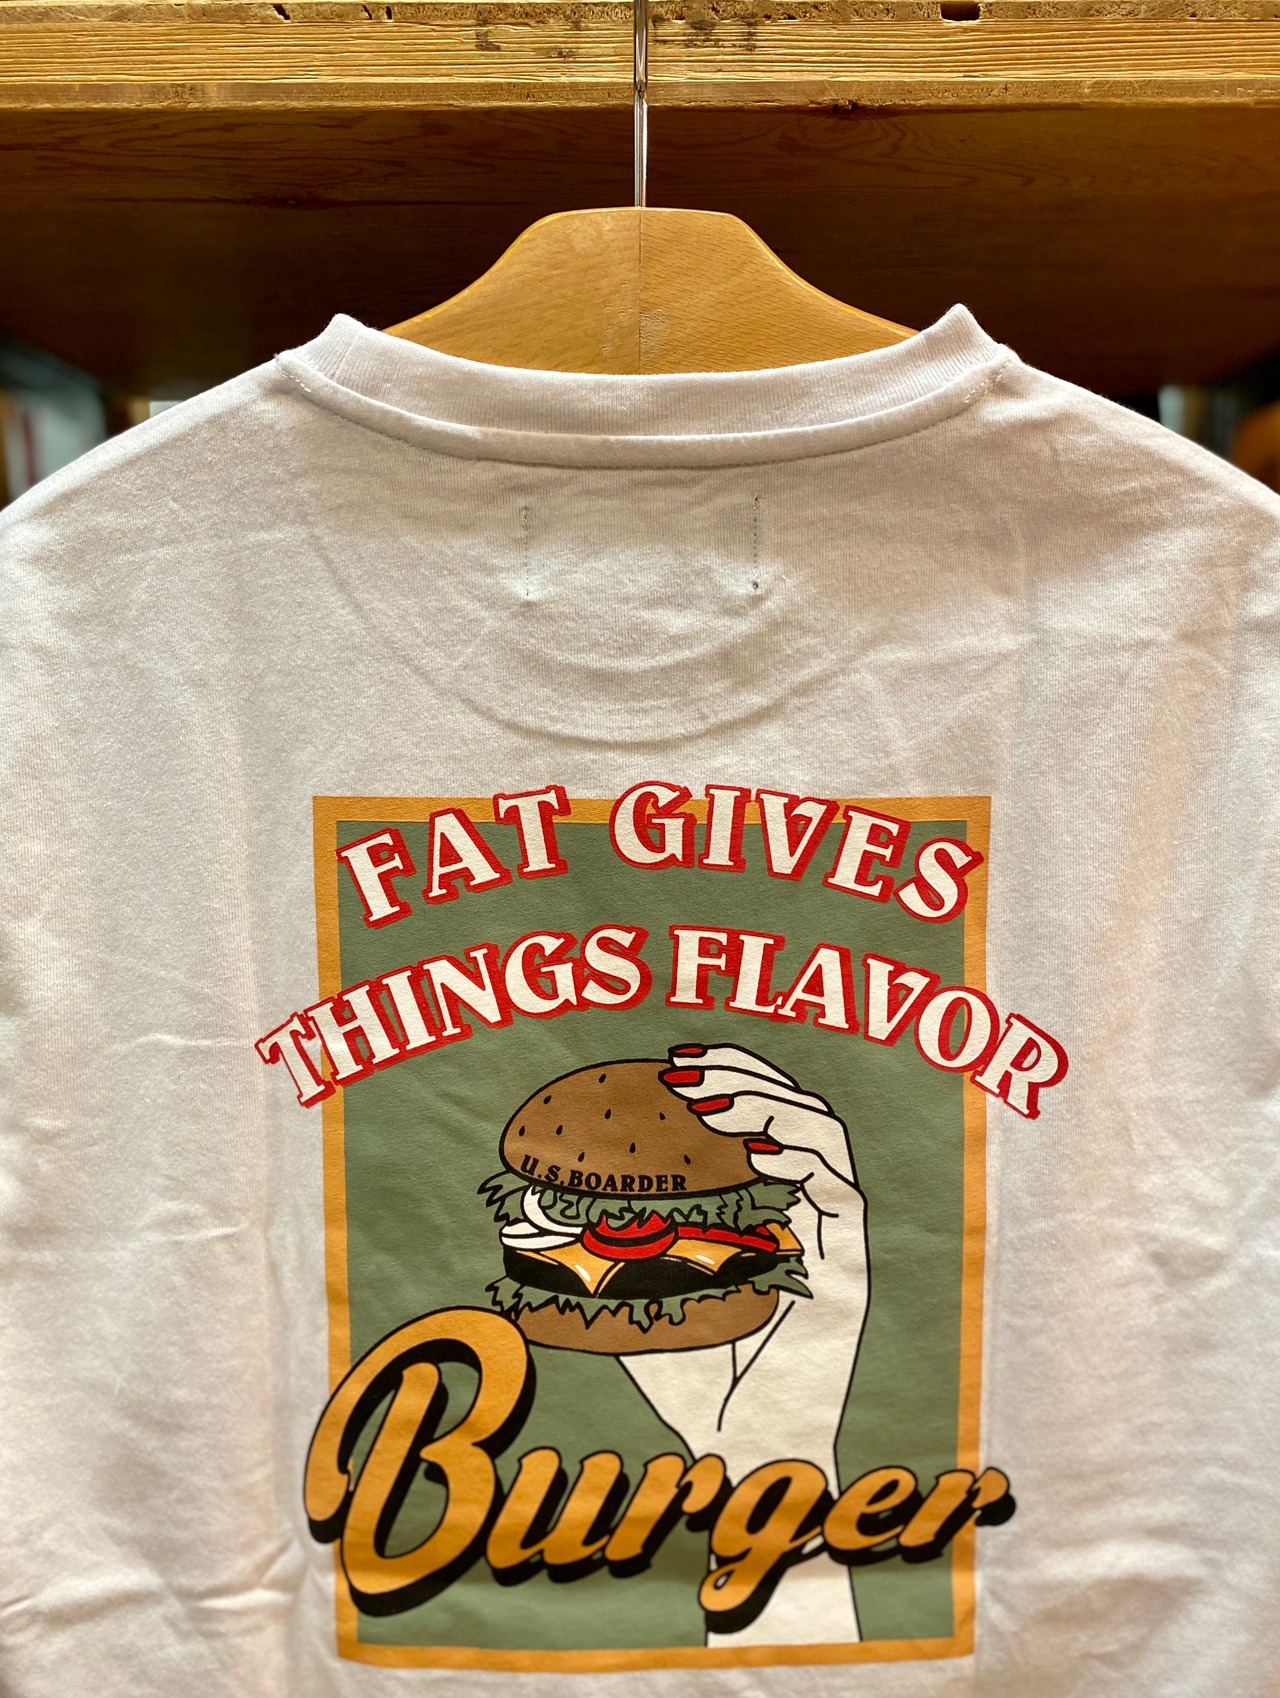 FAT GIVES
THINGS FLAVOR
U.S.BOARDER
Burger